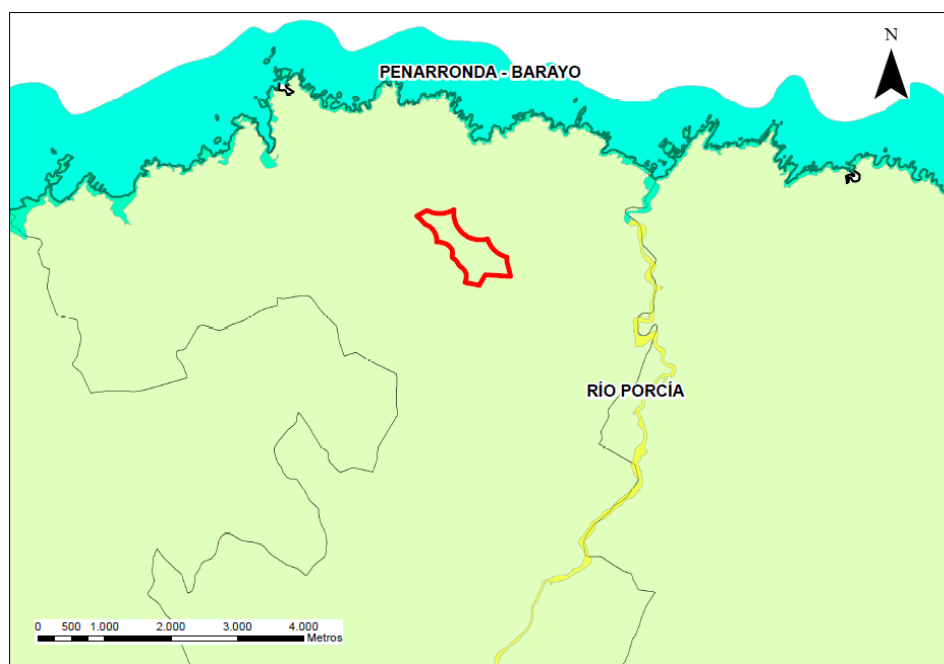 N
PENARRONDA - BARAYO
RÍO PORCÍA
0 500 1.000 2.000 3.000 4.000
Metros